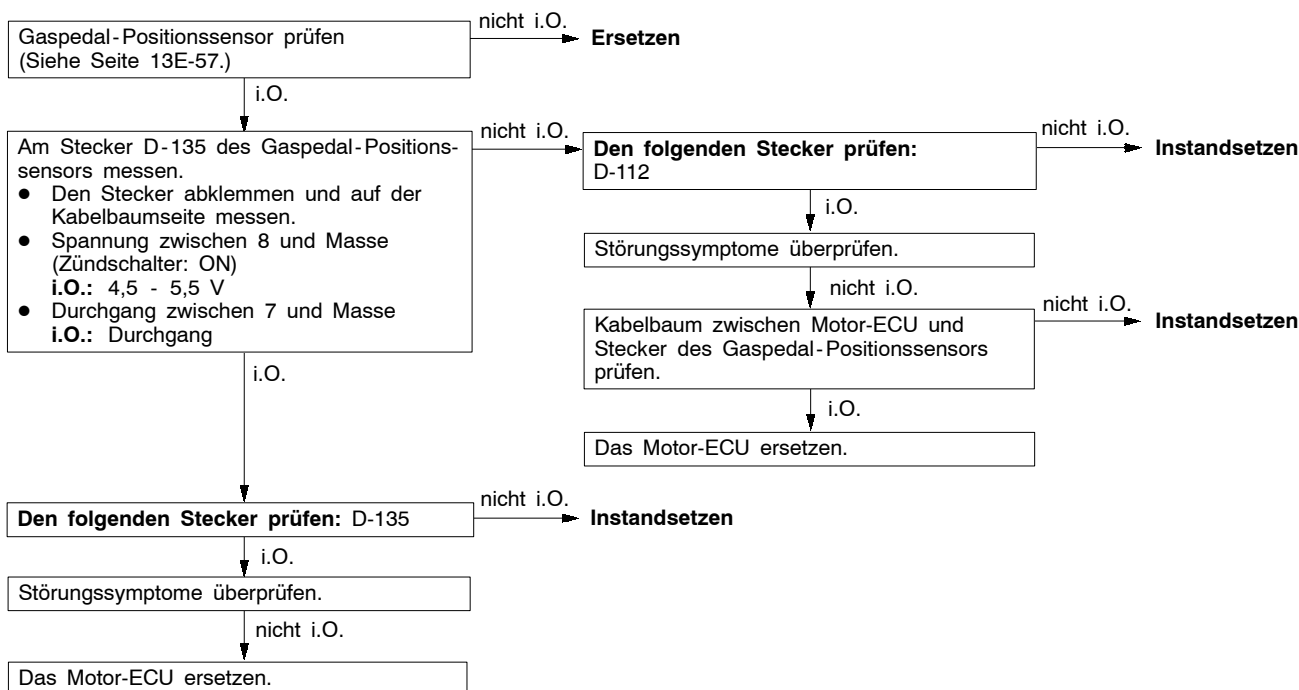 Gaspedal-Positionssensor prüfen
(Siehe Seite 13E-57.)
nicht i.O.
Ersetzen
i.O.
Am Stecker D-135 des Gaspedal-Positions-
sensors messen.
● Den Stecker abklemmen und auf der
Kabelbaumseite messen.
● Spannung zwischen 8 und Masse
(Zündschalter: ON)
i.O.: 4,5 - 5,5 V
● Durchgang zwischen 7 und Masse
i.O.: Durchgang
nicht i.O.
Den folgenden Stecker prüfen:
D-112
nicht i.O.
Instandsetzen
i.O.
Störungssymptome überprüfen.
nicht i.O.
Kabelbaum zwischen Motor-ECU und
Stecker des Gaspedal-Positionssensors
prüfen.
nicht i.O.
Instandsetzen
i.O.
Das Motor-ECU ersetzen.
i.O.
Den folgenden Stecker prüfen: D-135
nicht i.O.
Instandsetzen
i.O.
Störungssymptome überprüfen.
nicht i.O.
Das Motor-ECU ersetzen.